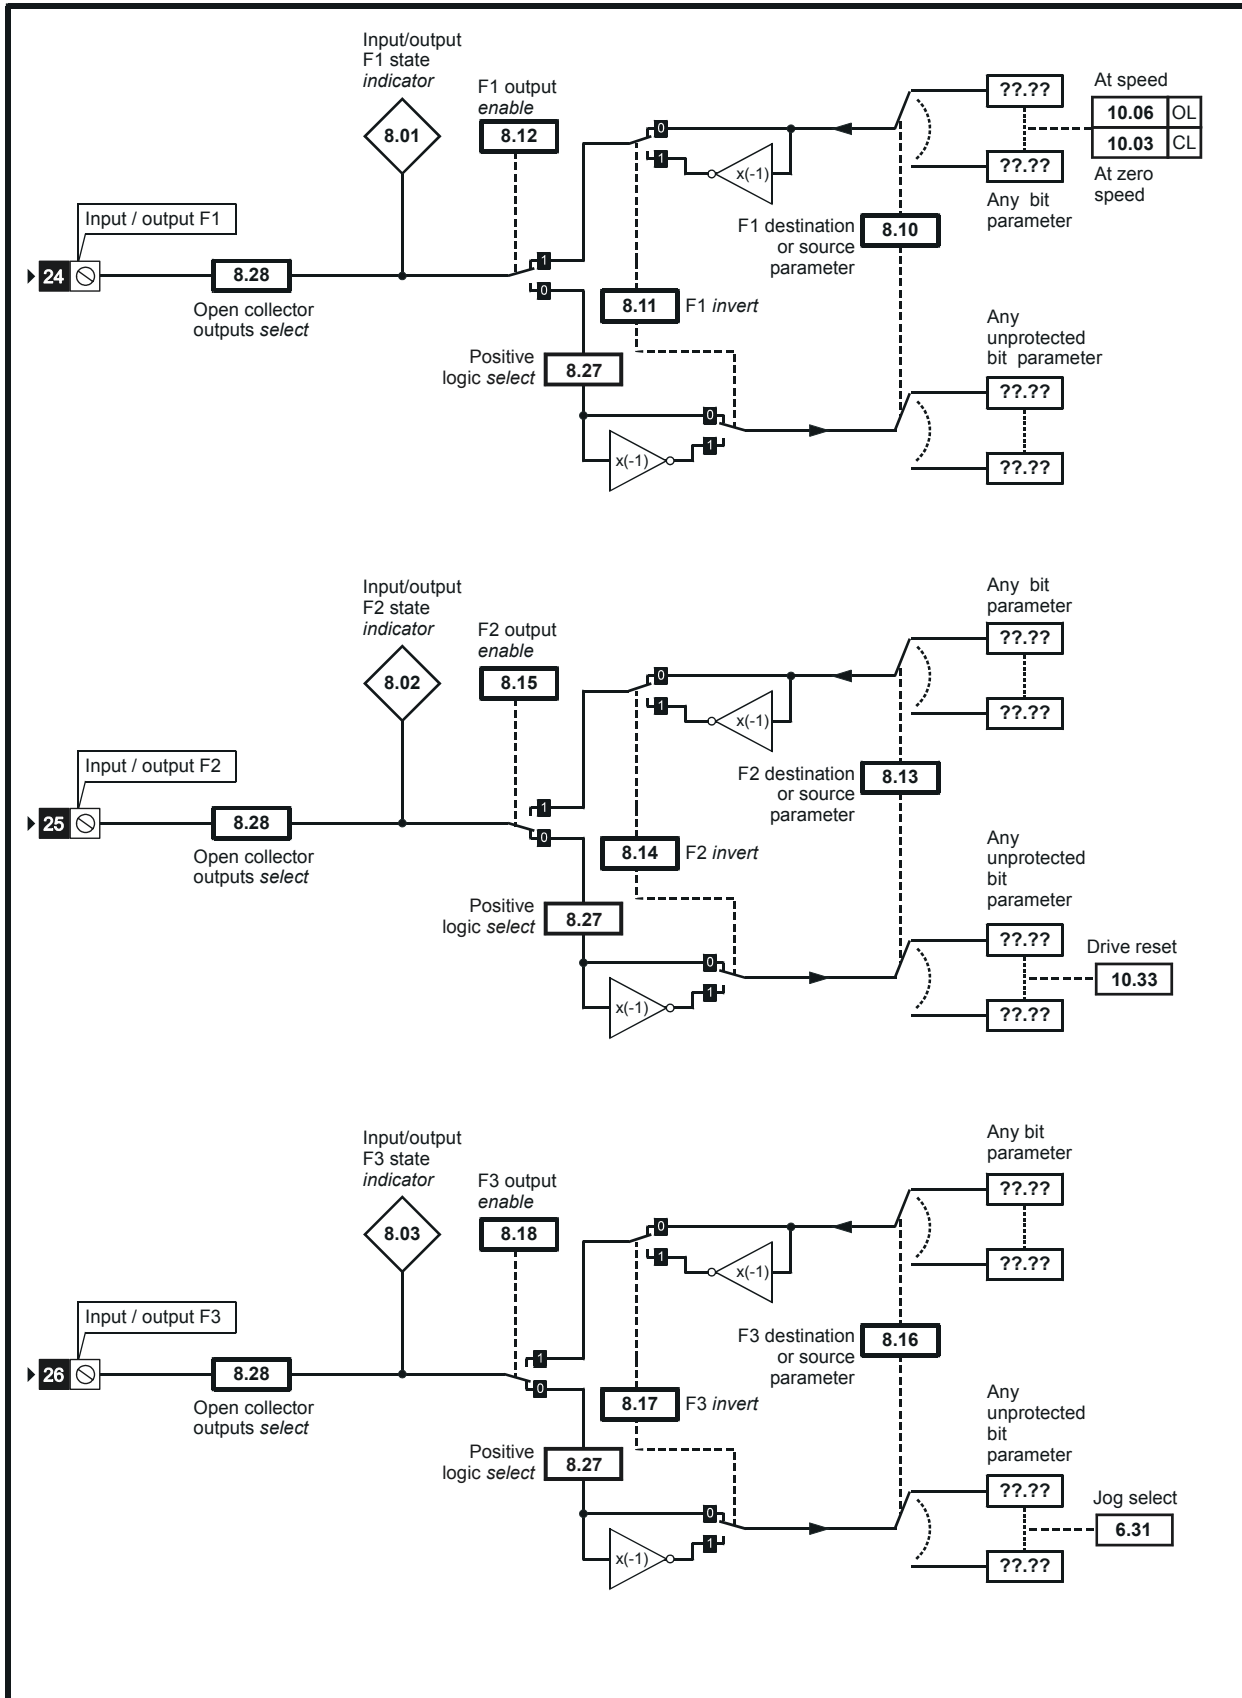 Input/output
F1 state
indicator
8.01
F1 output
enable
8.12
0
1
x(-1)
??.??
??.??
Any bit
parameter
At speed
10.06 OL
10.03 CL
At zero
speed
Input / output F1
24
8.28
Open collector
outputs select
1
0
F1 destination
or source
parameter
8.10
8.11
F1 invert
Positive
logic select
8.27
0
1
x(-1)
Any
unprotected
bit parameter
??.??
??.??
Input/output
F2 state
indicator
8.02
F2 output
enable
8.15
0
1
x(-1)
Any bit
parameter
??.??
??.??
Input / output F2
25
8.28
Open collector
outputs select
1
0
F2 destination
or source
parameter
8.13
8.14
F2 invert
Positive
logic select
8.27
0
1
x(-1)
Any
unprotected
bit
parameter
??.??
??.??
Drive reset
10.33
Input/output
F3 state
indicator
8.03
F3 output
enable
8.18
0
1
x(-1)
Any bit
parameter
??.??
??.??
Input / output F3
26
8.28
Open collector
outputs select
1
0
F3 destination
or source
parameter
8.16
8.17
F3 invert
Positive
logic select
8.27
0
1
x(-1)
Any
unprotected
bit
parameter
??.??
??.??
Jog select
6.31